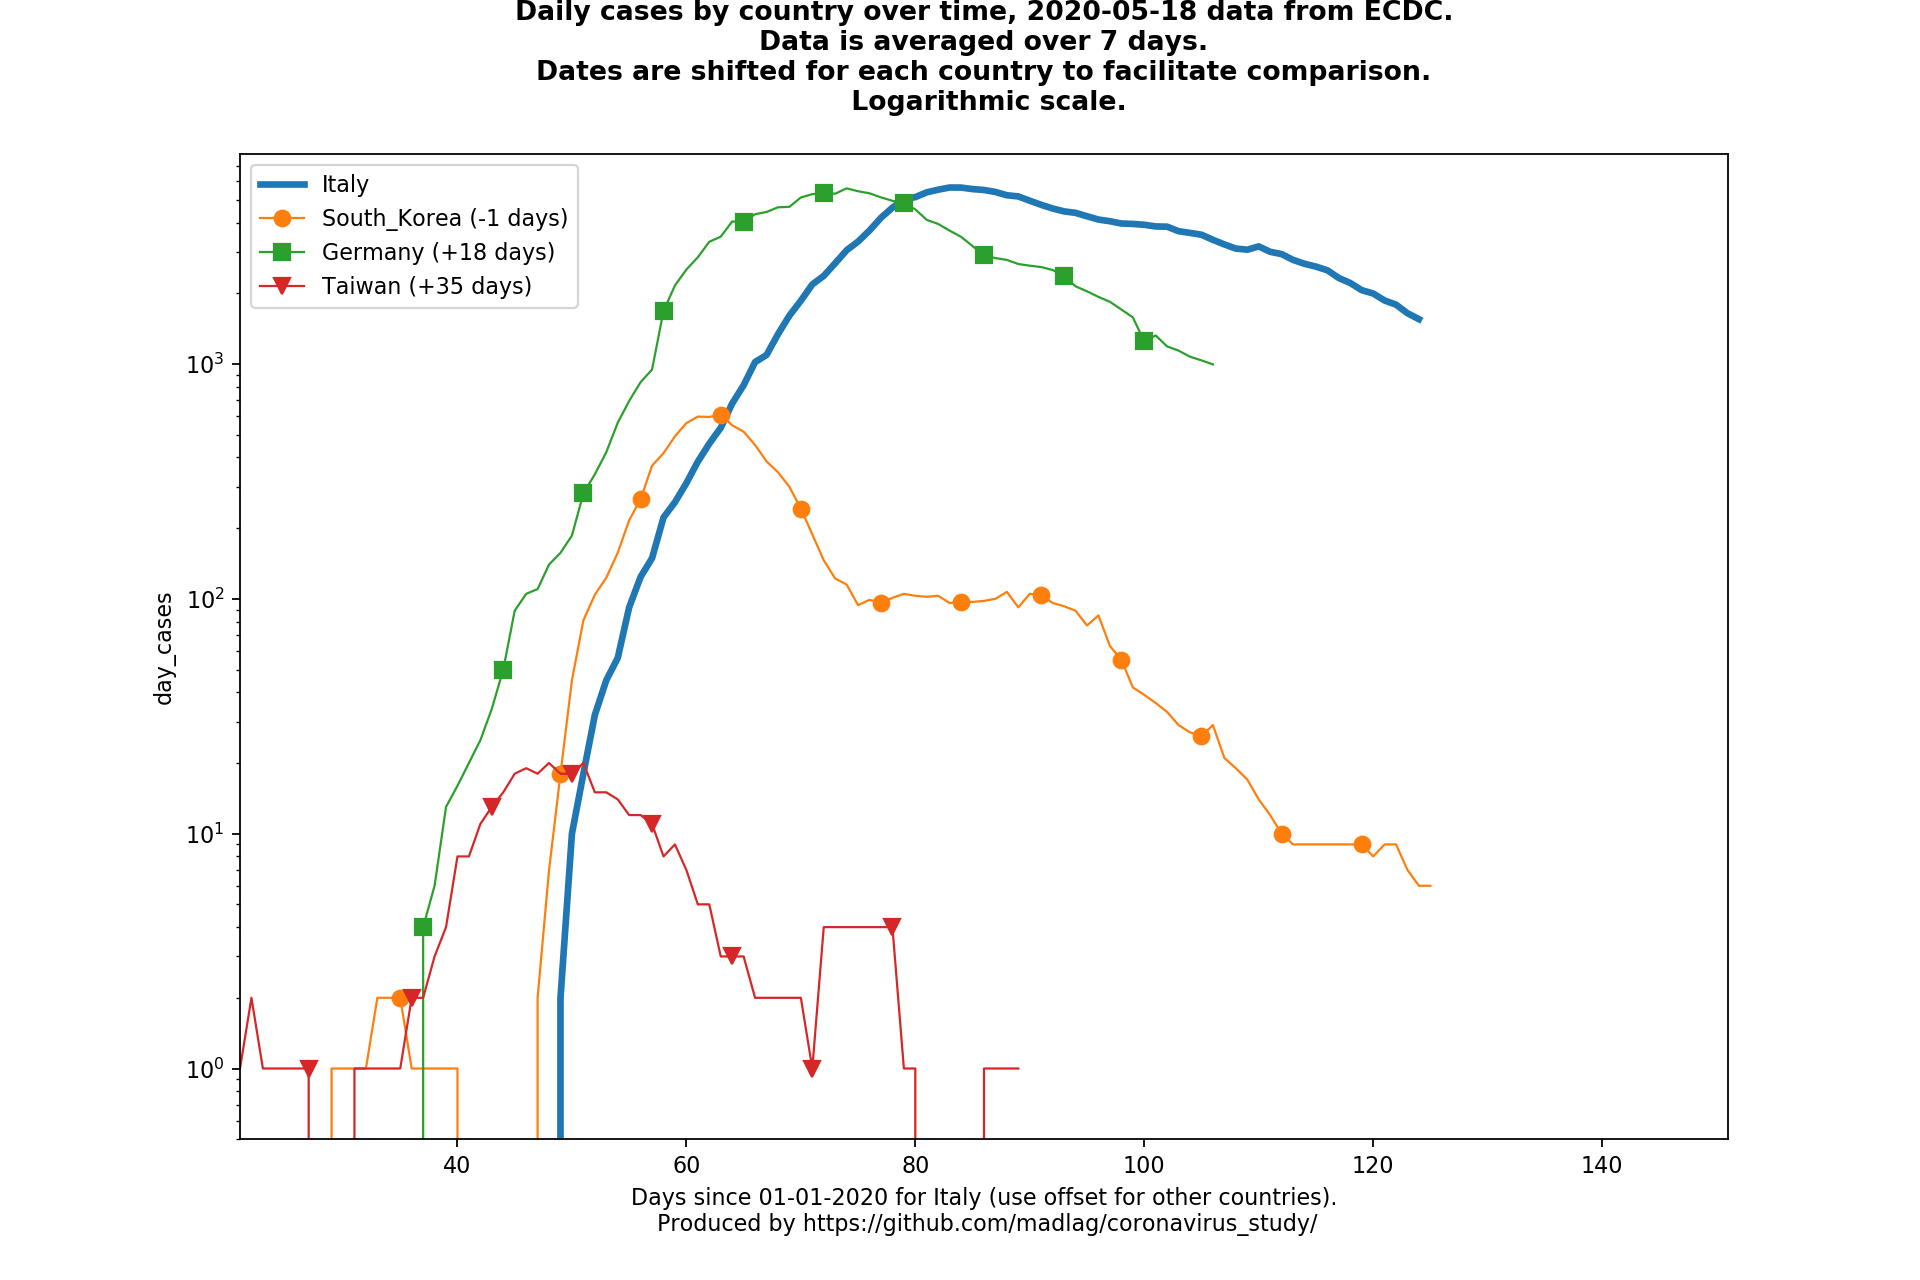 Daily cases by country over time, 2020-05-18 data from ECDC.
Data is averaged over 7 days.
Dates are shifted for each country to facilitate comparison.
Logarithmic scale.
Italy
South_Korea (-1 days)
Germany (+18 days)
Taiwan (+35 days)
10³
10²
10¹
10⁰
day_cases
40 60 80 100 120 140
Days since 01-01-2020 for Italy (use offset for other countries).
Produced by https://github.com/madlag/coronavirus_study/